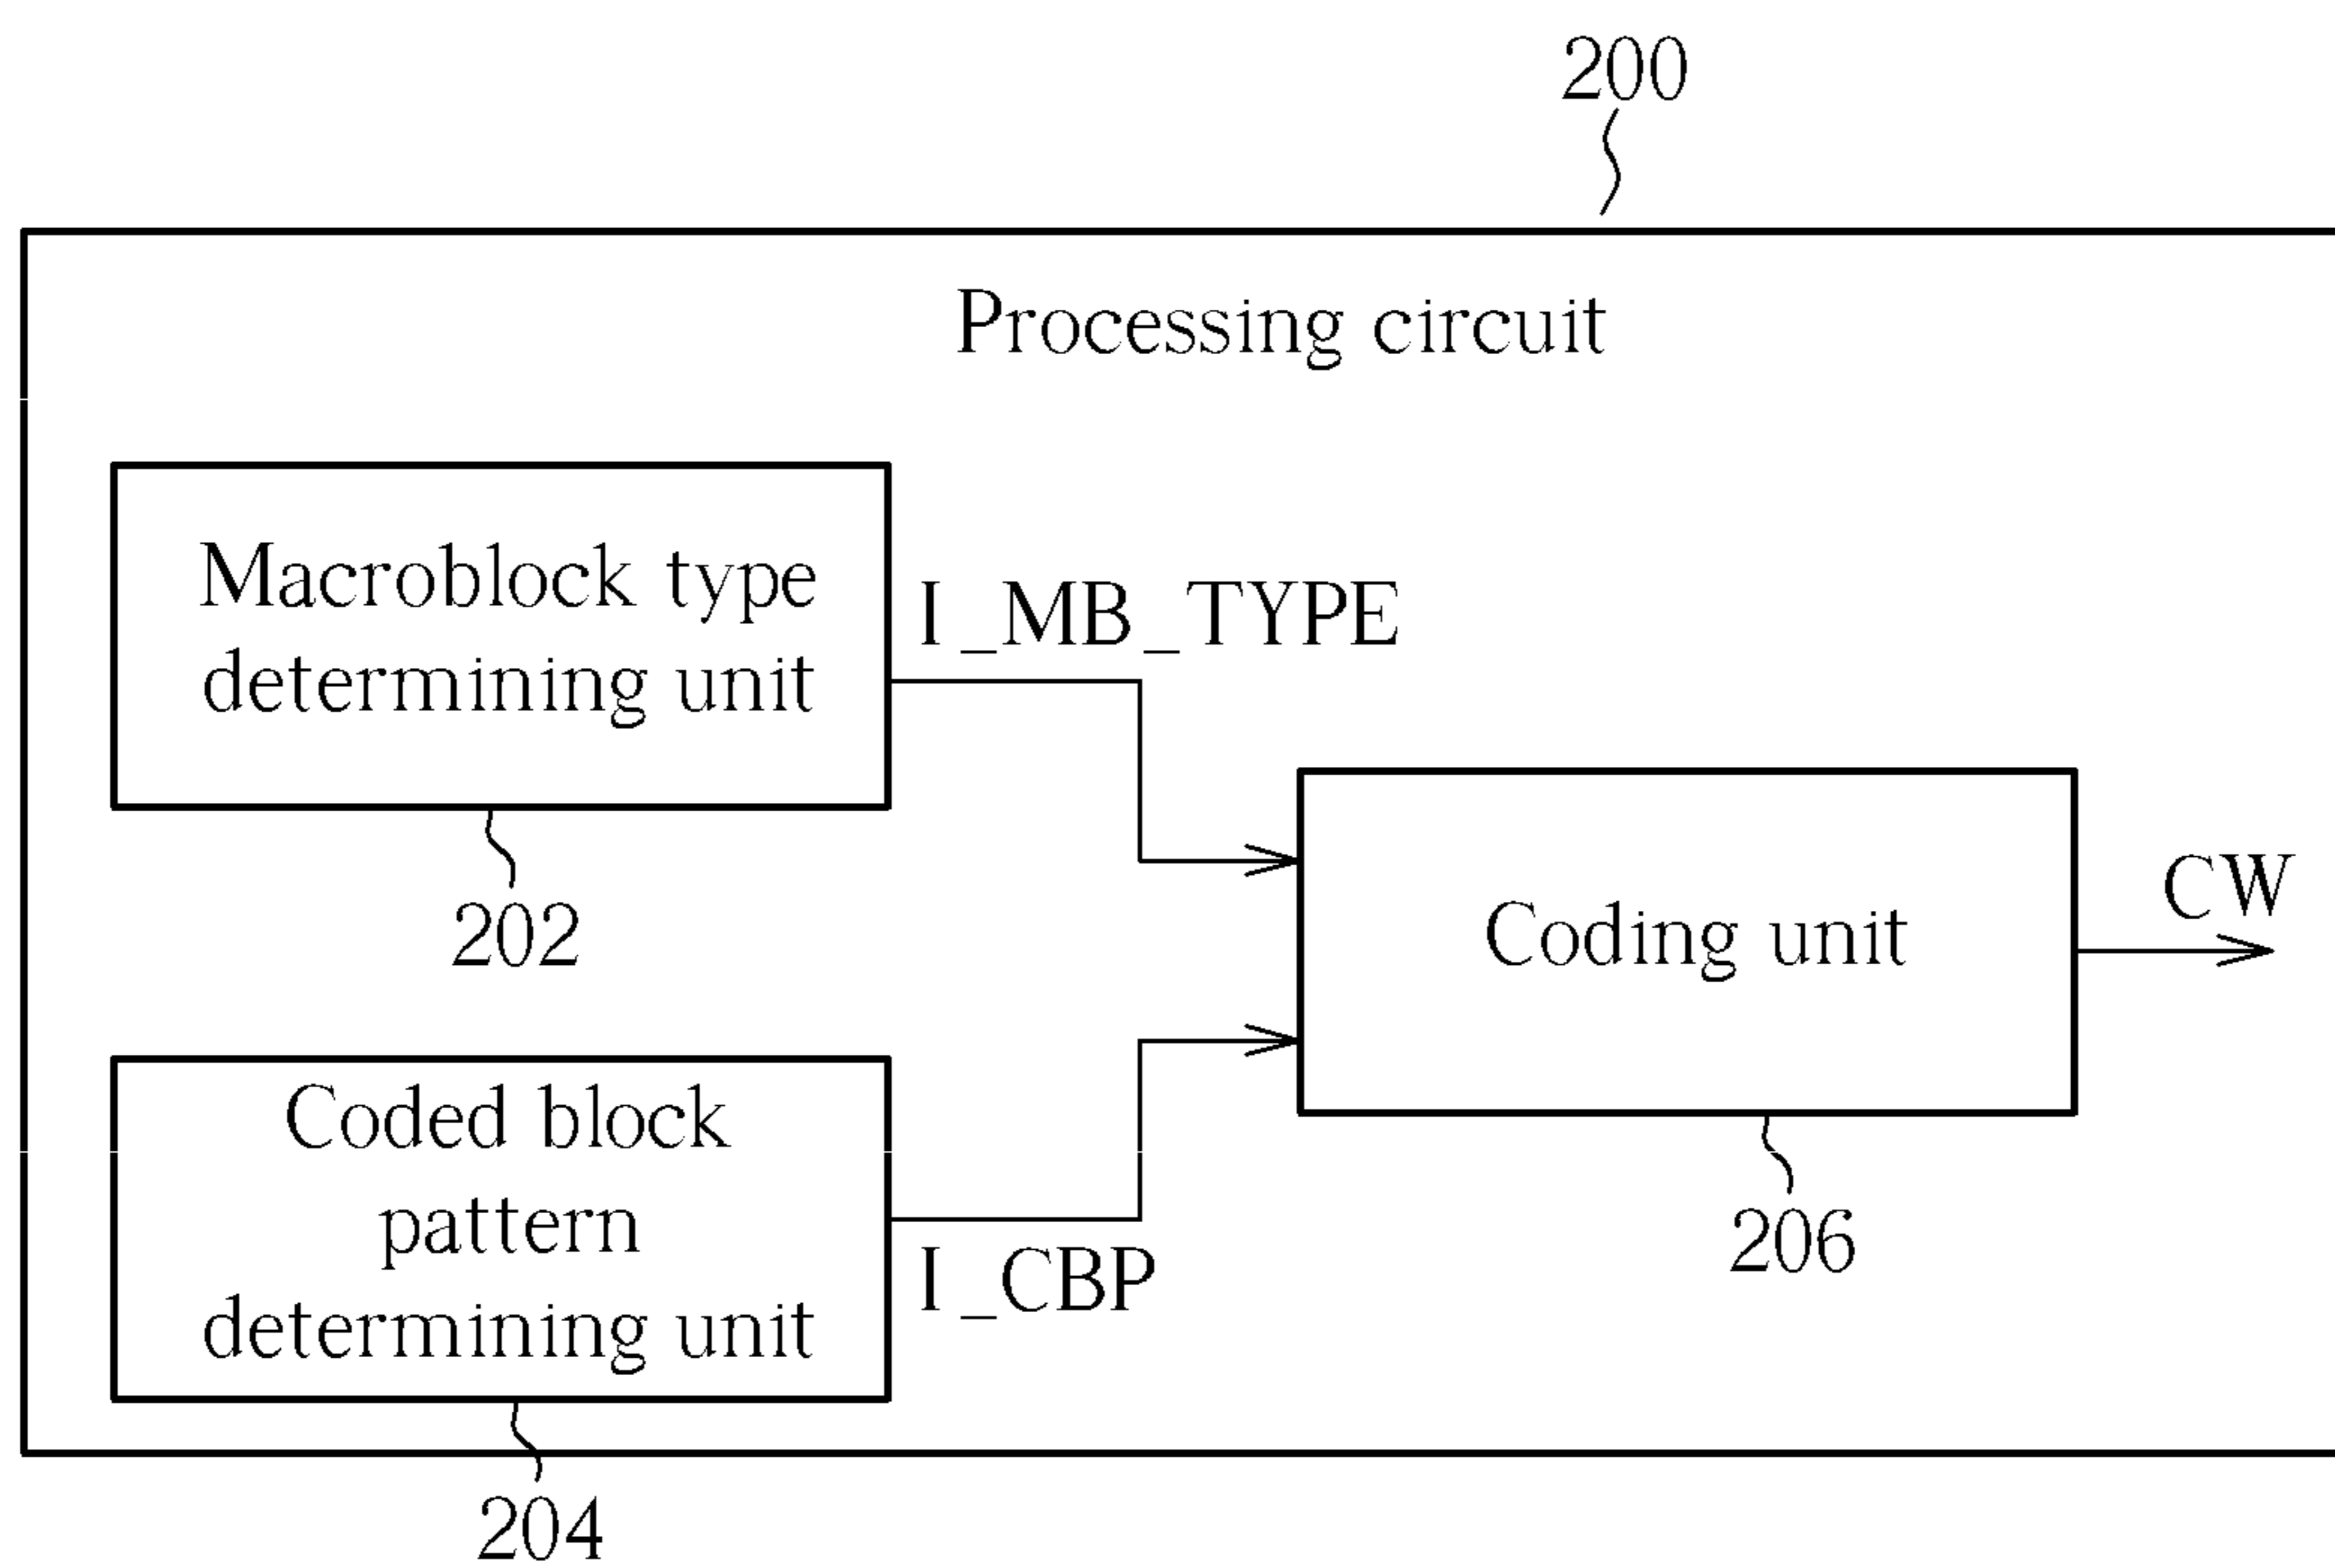 200
Processing circuit
Macroblock type
determining unit
I_MB_TYPE
202
Coding unit
CW
206
Coded block
pattern
determining unit
I_CBP
204